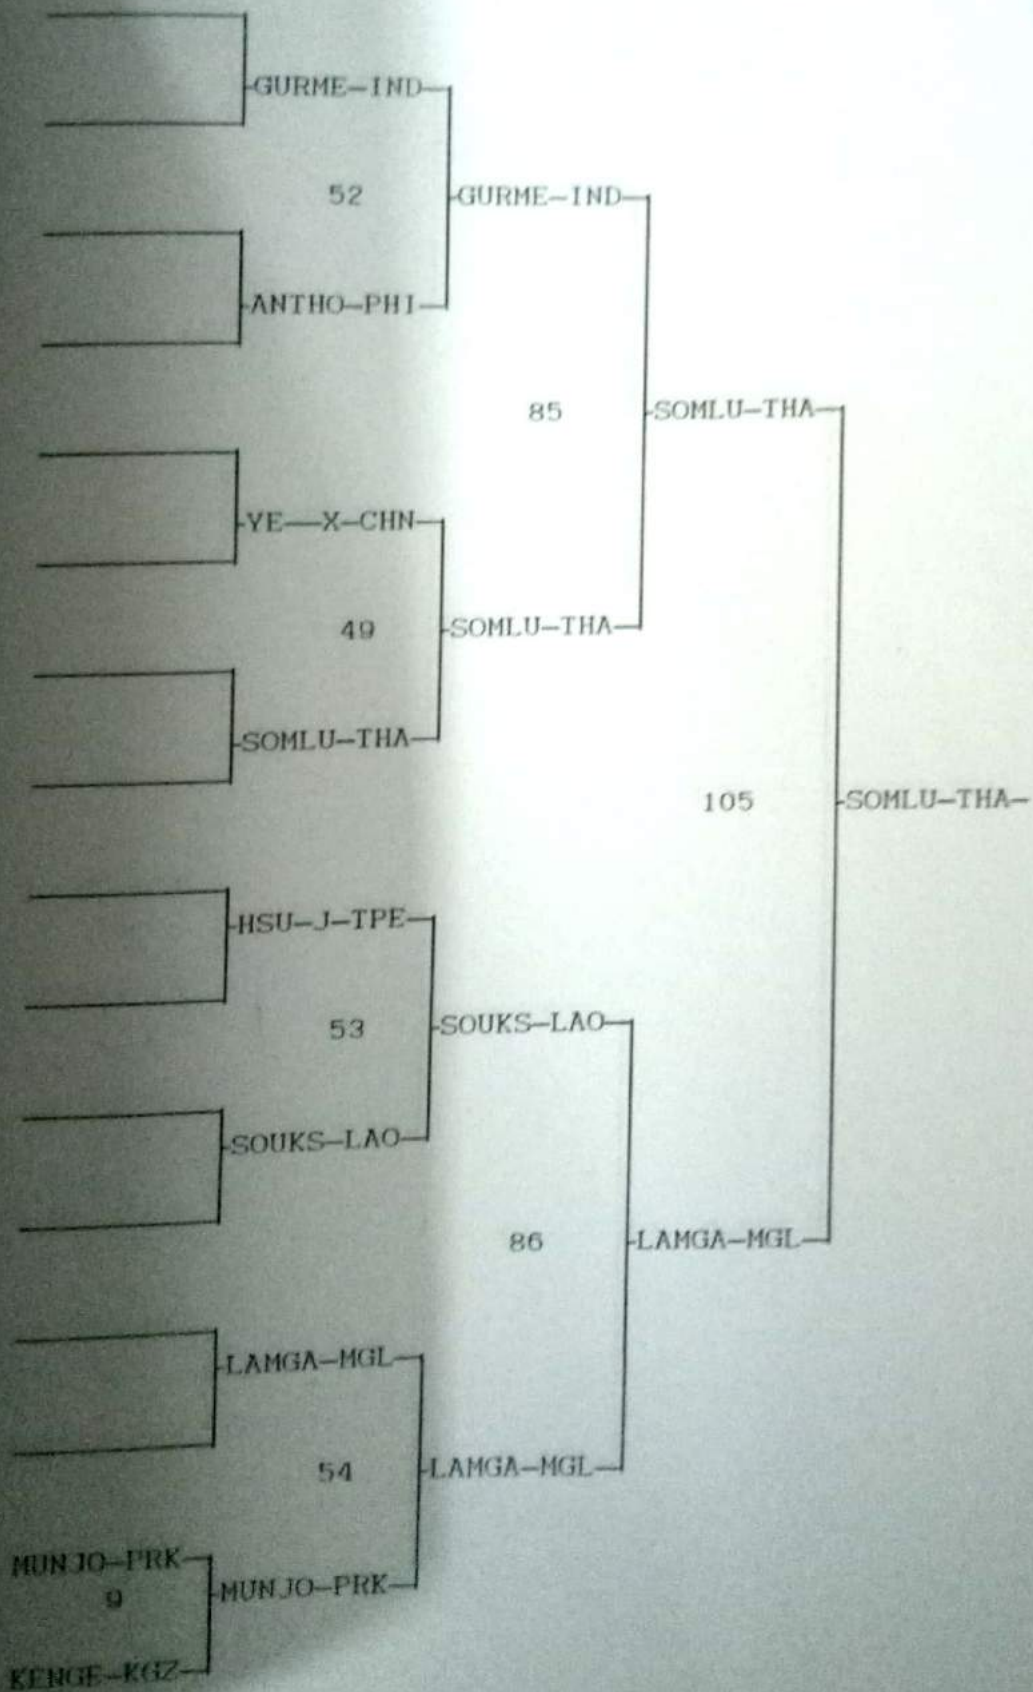 GURME-IND
52
GURME-IND
ANTHO-PHI
85
SOMLU-THA
YE--X-CHN
49
SOMLU-THA
SOMLU-THA
105
SOMLU-THA-
HSU-J-TPE
53
SOUKS-LAO
SOUKS-LAO
86
LAMGA-MGL
LAMGA-MGL
54
LAMGA-MGL
MUNJO-PRK
9
MUNJO-PRK
KENGE-KGZ